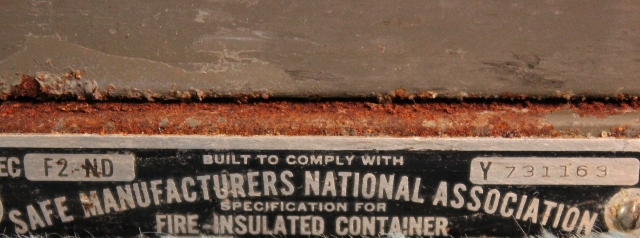 EC F2-ND BUILT TO COMPLY WITH Y 731163
SAFE MANUFACTURERS NATIONAL ASSOCIATION
SPECIFICATION FOR
FIRE-INSULATED CONTAINER